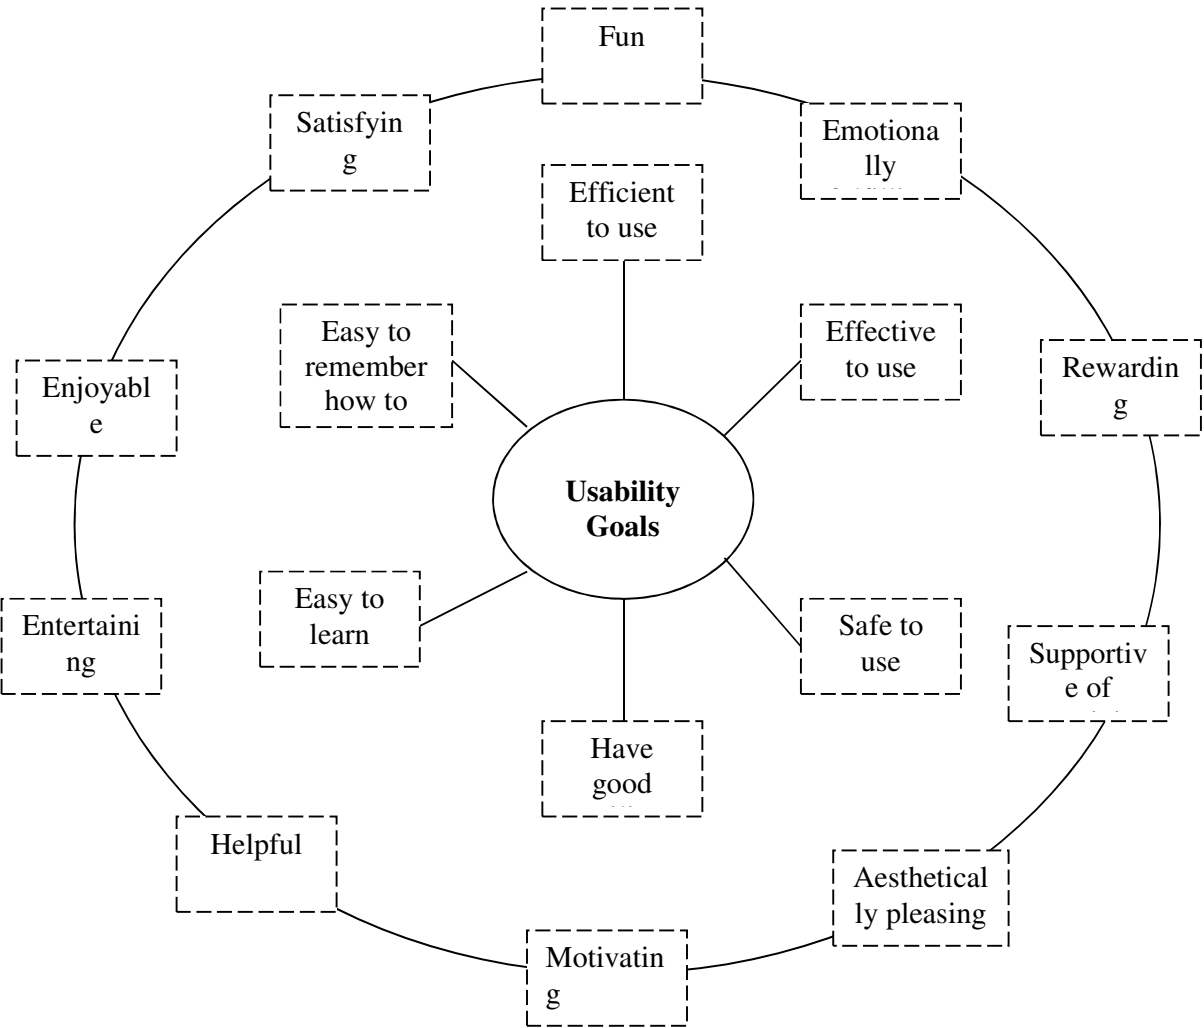 Fun
Satisfyin
g
Emotiona
lly
Efficient
to use
Easy to
remember
how to
Effective
to use
Enjoyabl
e
Rewardin
g
Usability
Goals
Easy to
learn
Safe to
use
Entertaini
ng
Supportiv
e of
Have
good
Helpful
Aesthetical
ly pleasing
Motivatin
g